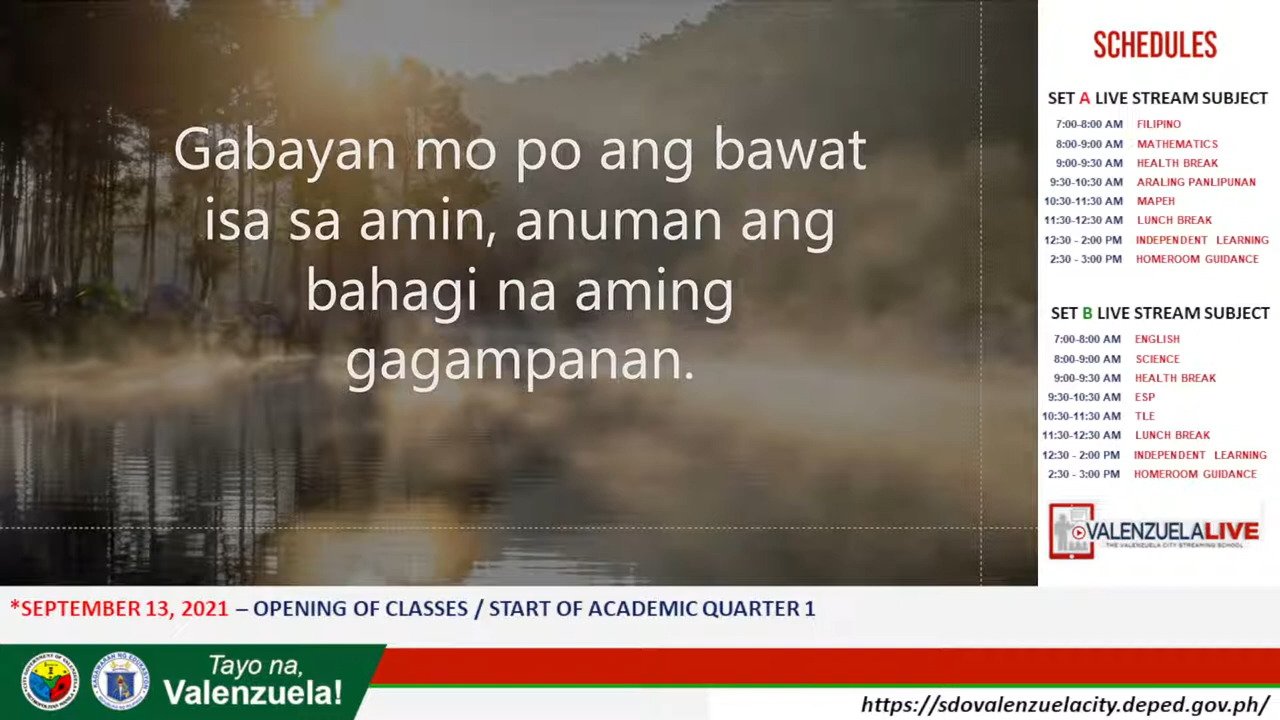 Gabayan mo po ang bawat
isa sa amin, anuman ang
bahagi na aming
gagampanan.
SCHEDULES
SET A LIVE STREAM SUBJECT
7:00-8:00 AM FILIPINO
8:00-9:00 AM MATHEMATICS
9:00-9:30 AM HEALTH BREAK
9:30-10:30 AM ARALING PANLIPUNAN
10:30-11:30 AM MAPEH
11:30-12:30 AM LUNCH BREAK
12:30 - 2:00 PM INDEPENDENT LEARNING
2:30 - 3:00 PM HOMEROOM GUIDANCE
SET B LIVE STREAM SUBJECT
7:00-8:00 AM ENGLISH
8:00-9:00 AM SCIENCE
9:00-9:30 AM HEALTH BREAK
9:30-10:30 AM ESP
10:30-11:30 AM TLE
11:30-12:30 AM LUNCH BREAK
12:30 - 2:00 PM INDEPENDENT LEARNING
2:30 - 3:00 PM HOMEROOM GUIDANCE
VALENZUELALIVE
THE VALENZUELA CITY STREAMING SCHOOL
*SEPTEMBER 13, 2021 – OPENING OF CLASSES / START OF ACADEMIC QUARTER 1
Tayo na,
Valenzuela!
https://sdovalenzuelacity.deped.gov.ph/